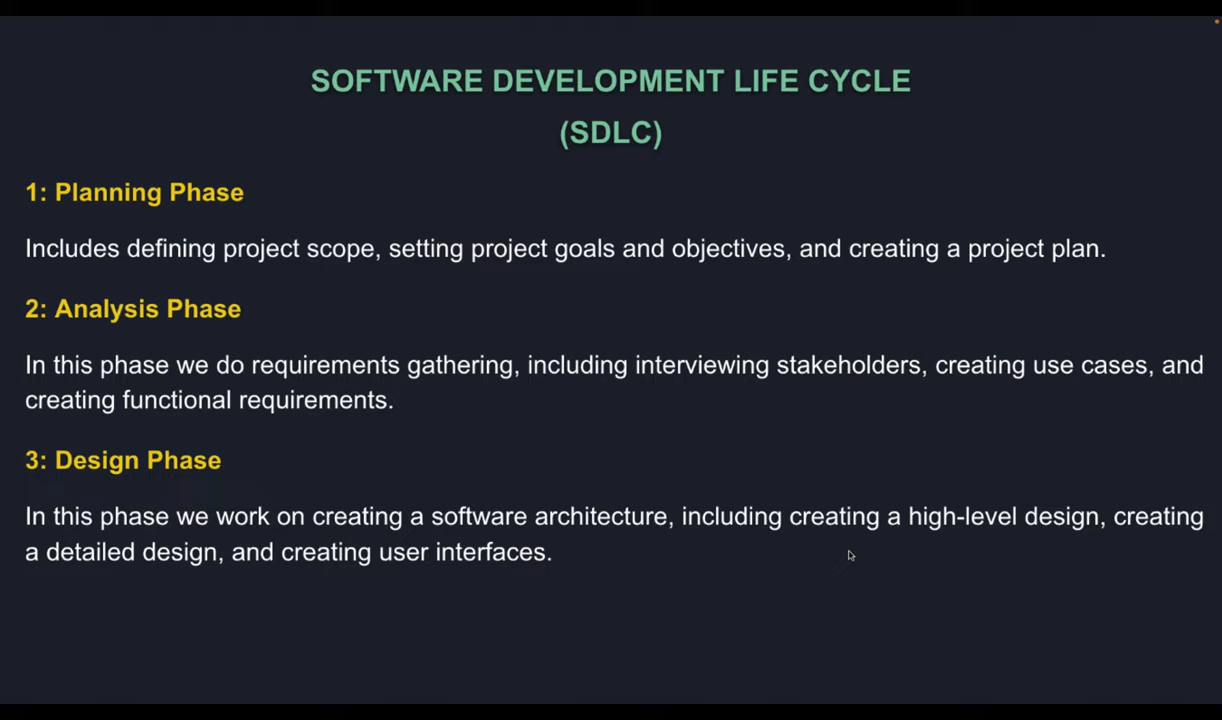 SOFTWARE DEVELOPMENT LIFE CYCLE
(SDLC)
1: Planning Phase
Includes defining project scope, setting project goals and objectives, and creating a project plan.
2: Analysis Phase
In this phase we do requirements gathering, including interviewing stakeholders, creating use cases, and
creating functional requirements.
3: Design Phase
In this phase we work on creating a software architecture, including creating a high-level design, creating
a detailed design, and creating user interfaces.